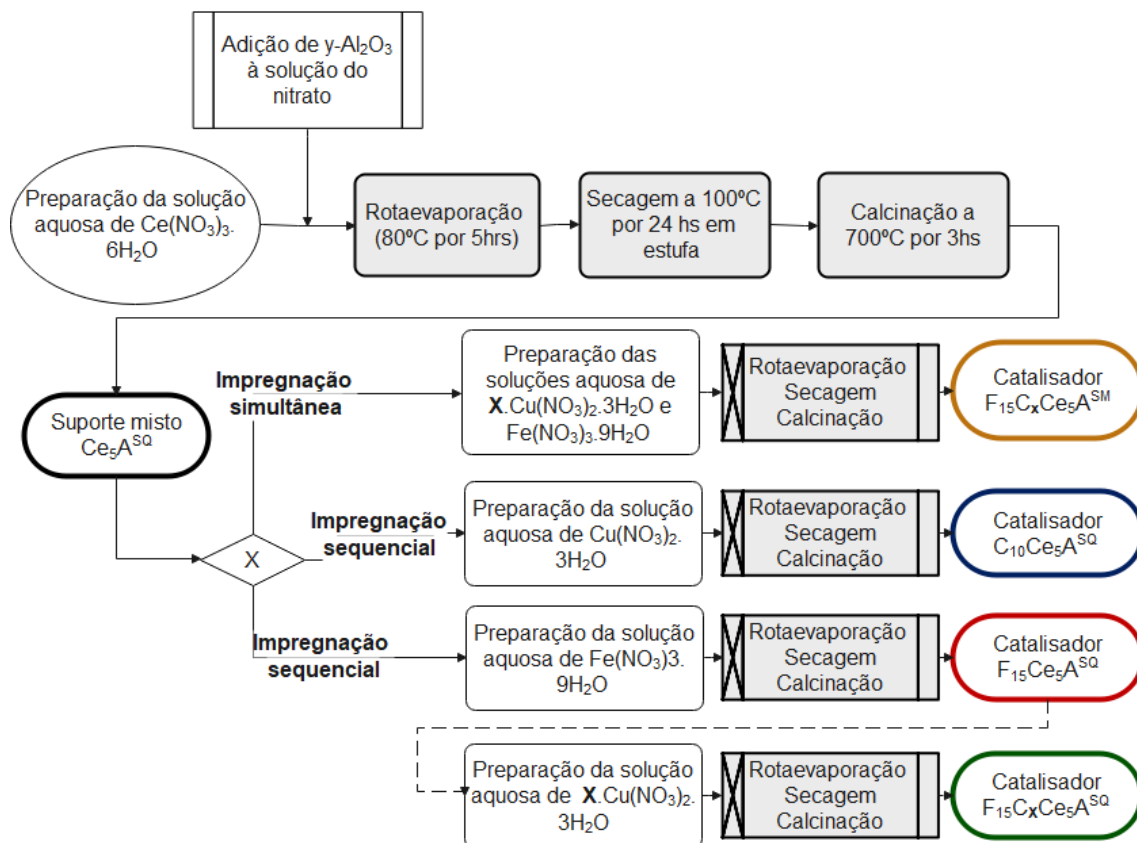 Adição de y-Al₂O₃
à solução do
nitrato
Preparação da solução
aquosa de Ce(NO₃)₃.
6H₂O
Rotaevaporação
(80ºC por 5hrs)
Secagem a 100ºC
por 24 hs em
estufa
Calcinação a
700ºC por 3hs
Suporte misto
Ce₅Aˢꟴ
X
Impregnação
simultânea
Preparação das
soluções aquosa de
X.Cu(NO₃)₂.3H₂O e
Fe(NO₃)₃.9H₂O
Rotaevaporação
Secagem
Calcinação
Catalisador
F₁₅CₓCe₅Aˢᴹ
Impregnação
sequencial
Preparação da solução
aquosa de Cu(NO₃)₂.
3H₂O
Rotaevaporação
Secagem
Calcinação
Catalisador
C₁₀Ce₅Aˢꟴ
Impregnação
sequencial
Preparação da solução
aquosa de Fe(NO₃)3.
9H₂O
Rotaevaporação
Secagem
Calcinação
Catalisador
F₁₅Ce₅Aˢꟴ
Preparação da solução
aquosa de X.Cu(NO₃)₂.
3H₂O
Rotaevaporação
Secagem
Calcinação
Catalisador
F₁₅CₓCe₅Aˢꟴ